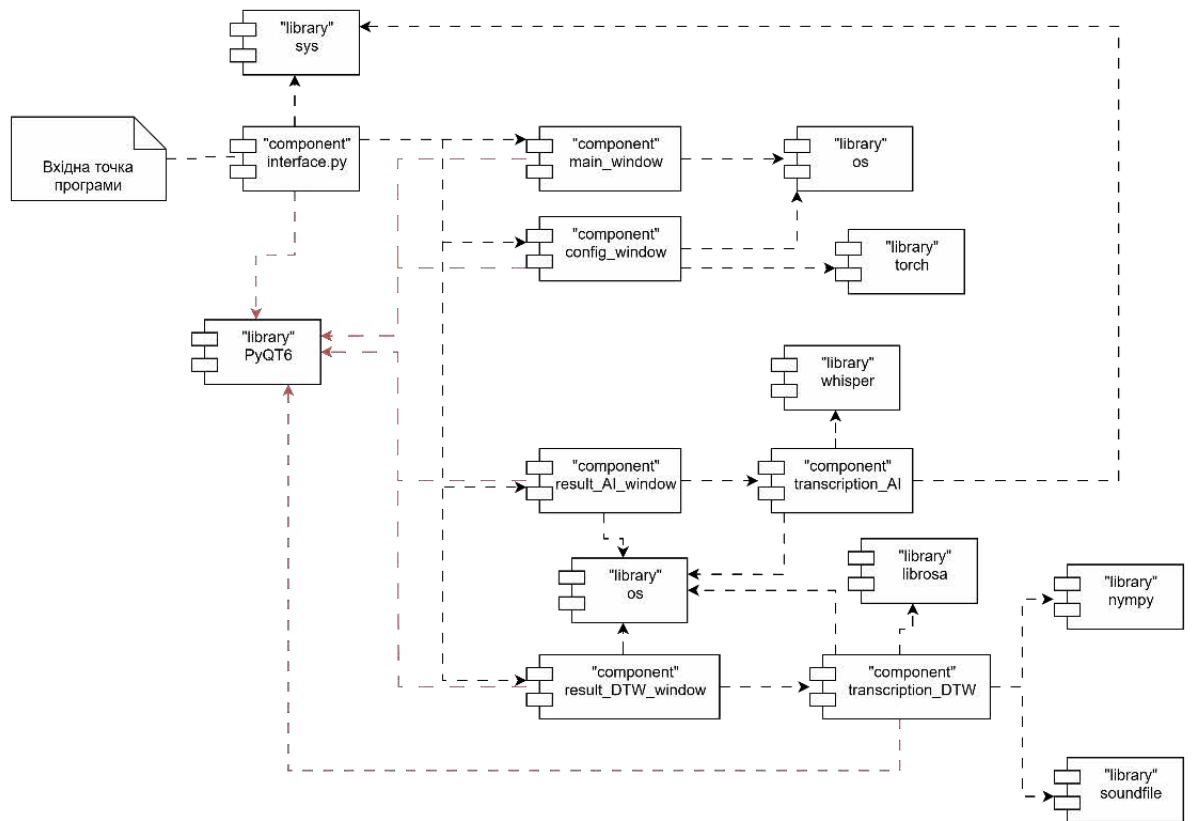 "library"
sys
Вхідна точка
програми
"component"
interface.py
"component"
main_window
"library"
os
"component"
config_window
"library"
torch
"library"
PyQT6
"library"
whisper
"component"
result_AI_window
"component"
transcription_AI
"library"
os
"library"
librosa
"library"
nympy
"component"
result_DTW_window
"component"
transcription_DTW
"library"
soundfile